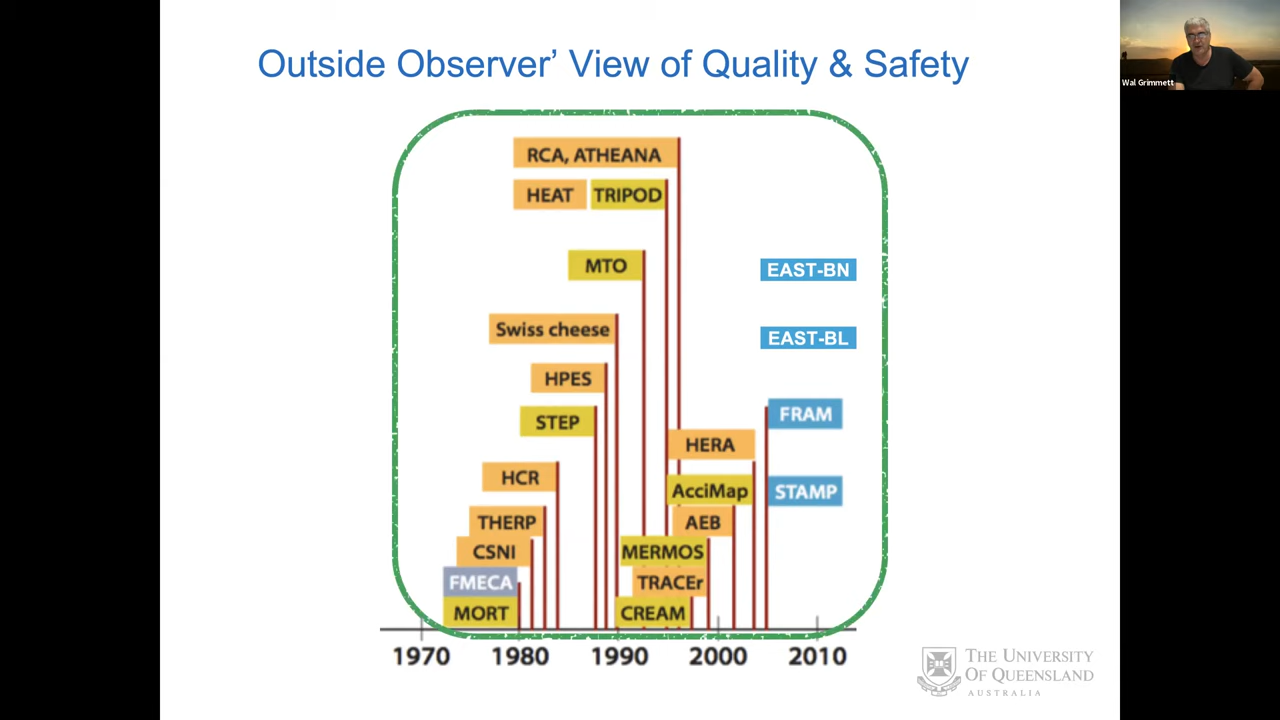 Outside Observer’ View of Quality & Safety
Wal Grimmett
RCA, ATHEANA
HEAT TRIPOD
MTO
EAST-BN
Swiss cheese
EAST-BL
HPES
STEP
FRAM
HERA
HCR
AcciMap
STAMP
THERP
AEB
CSNI
MERMOS
FMECA
TRACEr
MORT
CREAM
1970 1980 1990 2000 2010
THE UNIVERSITY
OF QUEENSLAND
AUSTRALIA